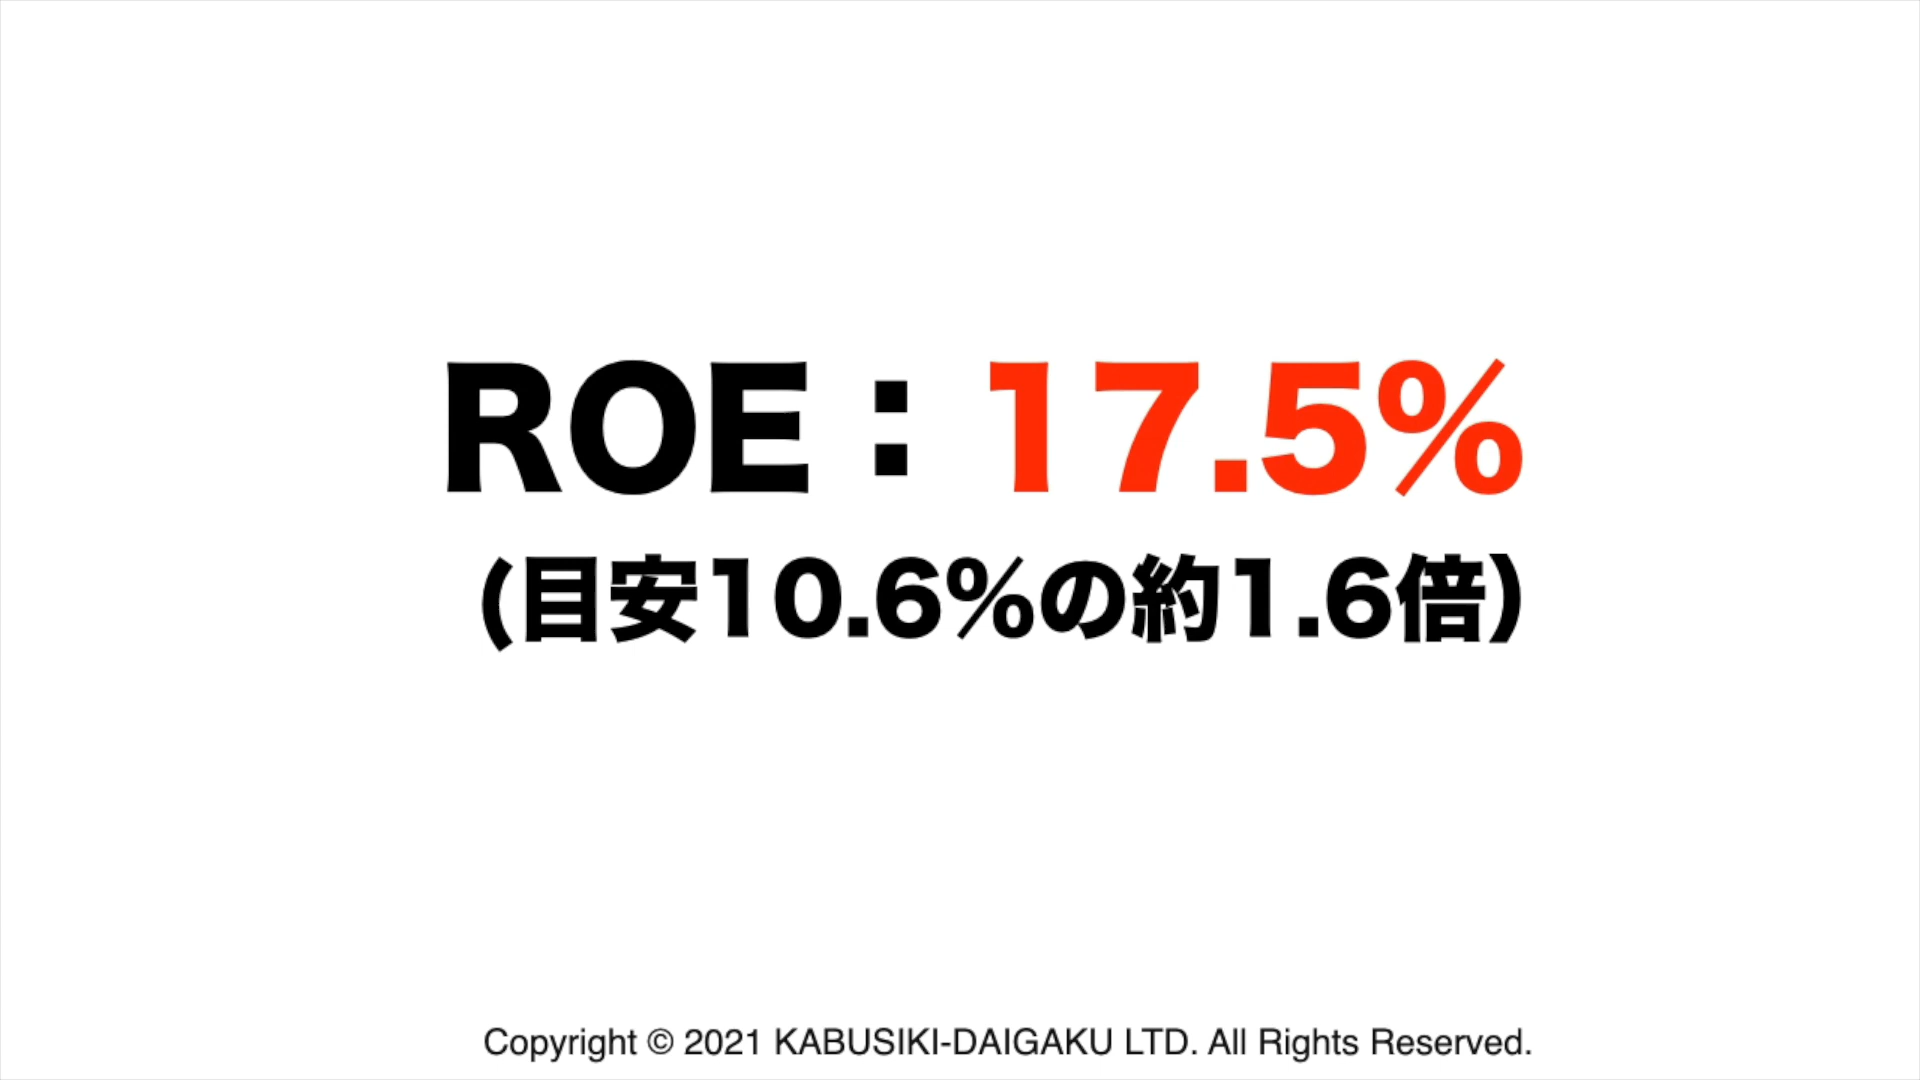 ROE：17.5%
(目安10.6%の約1.6倍)
Copyright © 2021 KABUSIKI-DAIGAKU LTD. All Rights Reserved.